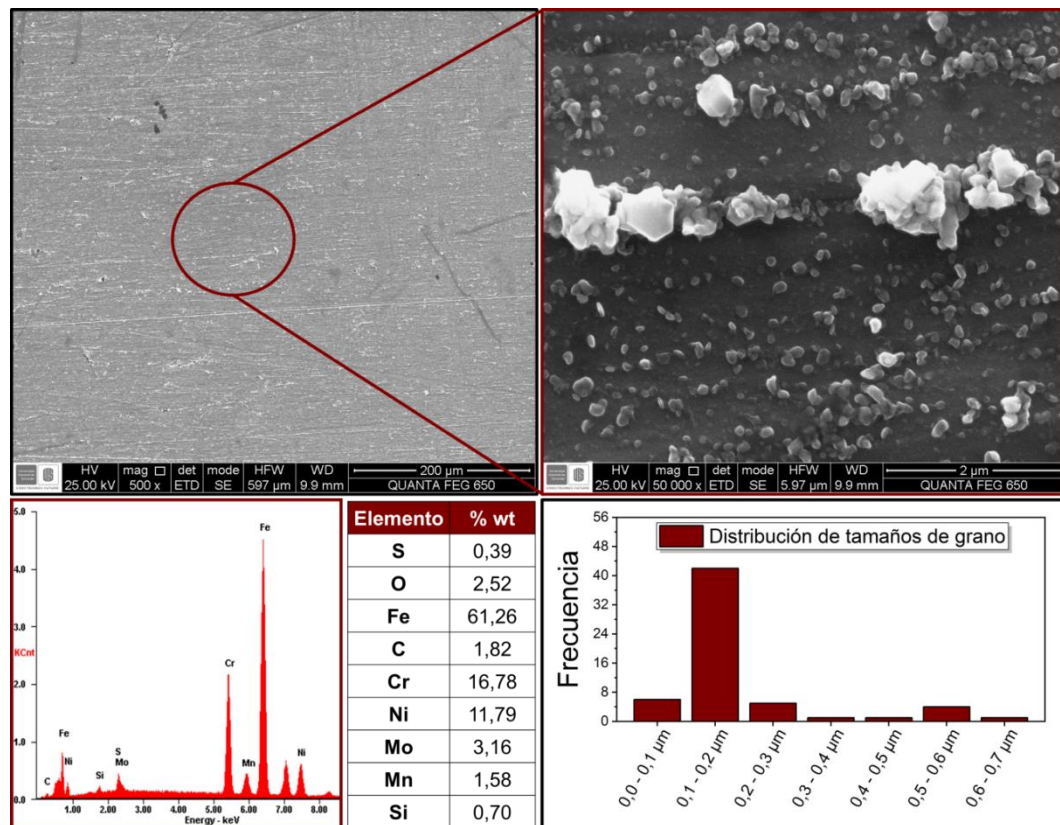 HV mag □ det mode HFW WD 200 µm
25.00 kV 500 x ETD SE 597 µm 9.9 mm QUANTA FEG 650
HV mag □ det mode HFW WD 2 µm
25.00 kV 50 000 x ETD SE 5.97 µm 9.9 mm QUANTA FEG 650
5.0
4.0
3.0
KCnt
2.0
1.0
0.0
Fe
Cr
Fe
Ni
C
Si
S
Mo
Mn
Ni
1.00 2.00 3.00 4.00 5.00 6.00 7.00 8.00
Energy - keV
Elemento % wt
S 0,39
O 2,52
Fe 61,26
C 1,82
Cr 16,78
Ni 11,79
Mo 3,16
Mn 1,58
Si 0,70
Distribución de tamaños de grano
Frecuencia
56
48
40
32
24
16
8
0
0,0 - 0,1 µm
0,1 - 0,2 µm
0,2 - 0,3 µm
0,3 - 0,4 µm
0,4 - 0,5 µm
0,5 - 0,6 µm
0,6 - 0,7 µm